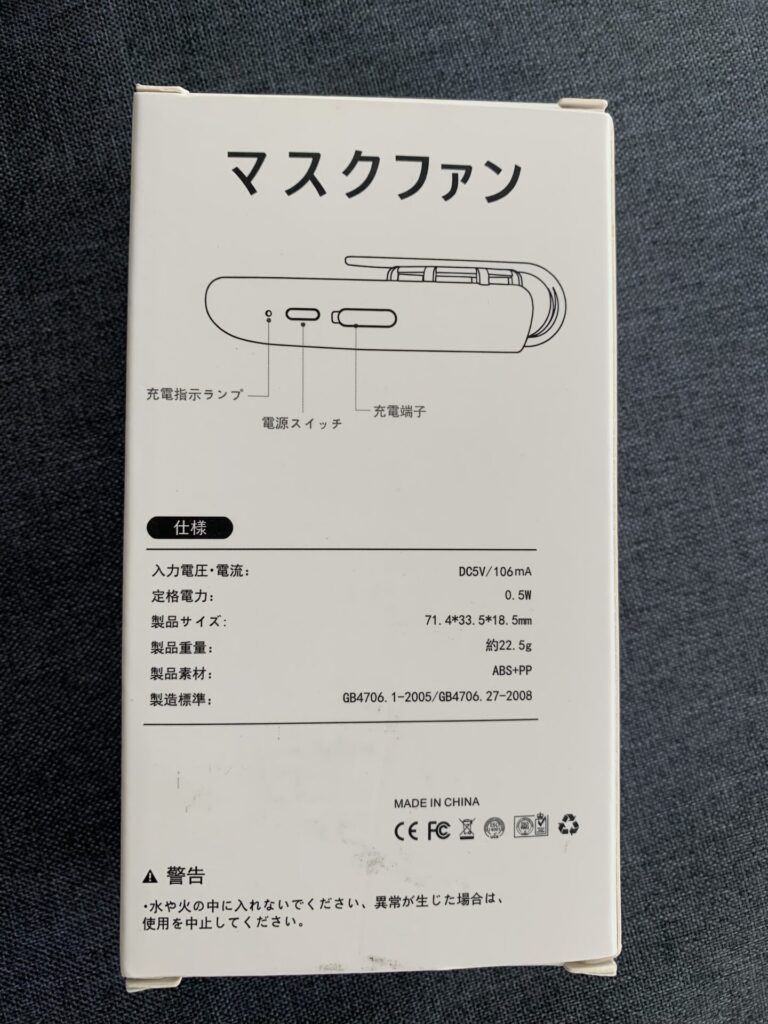 マスクファン
充電指示ランプ
電源スイッチ
充電端子
仕様
入力電圧・電流: DC5V/106mA
定格電力: 0.5W
製品サイズ: 71.4*33.5*18.5mm
製品重量: 約22.5g
製品素材: ABS+PP
製造標準: GB4706.1-2005/GB4706.27-2008
MADE IN CHINA
CE FC
警告
・水や火の中に入れないでください、異常が生じた場合は、
使用を中止してください。